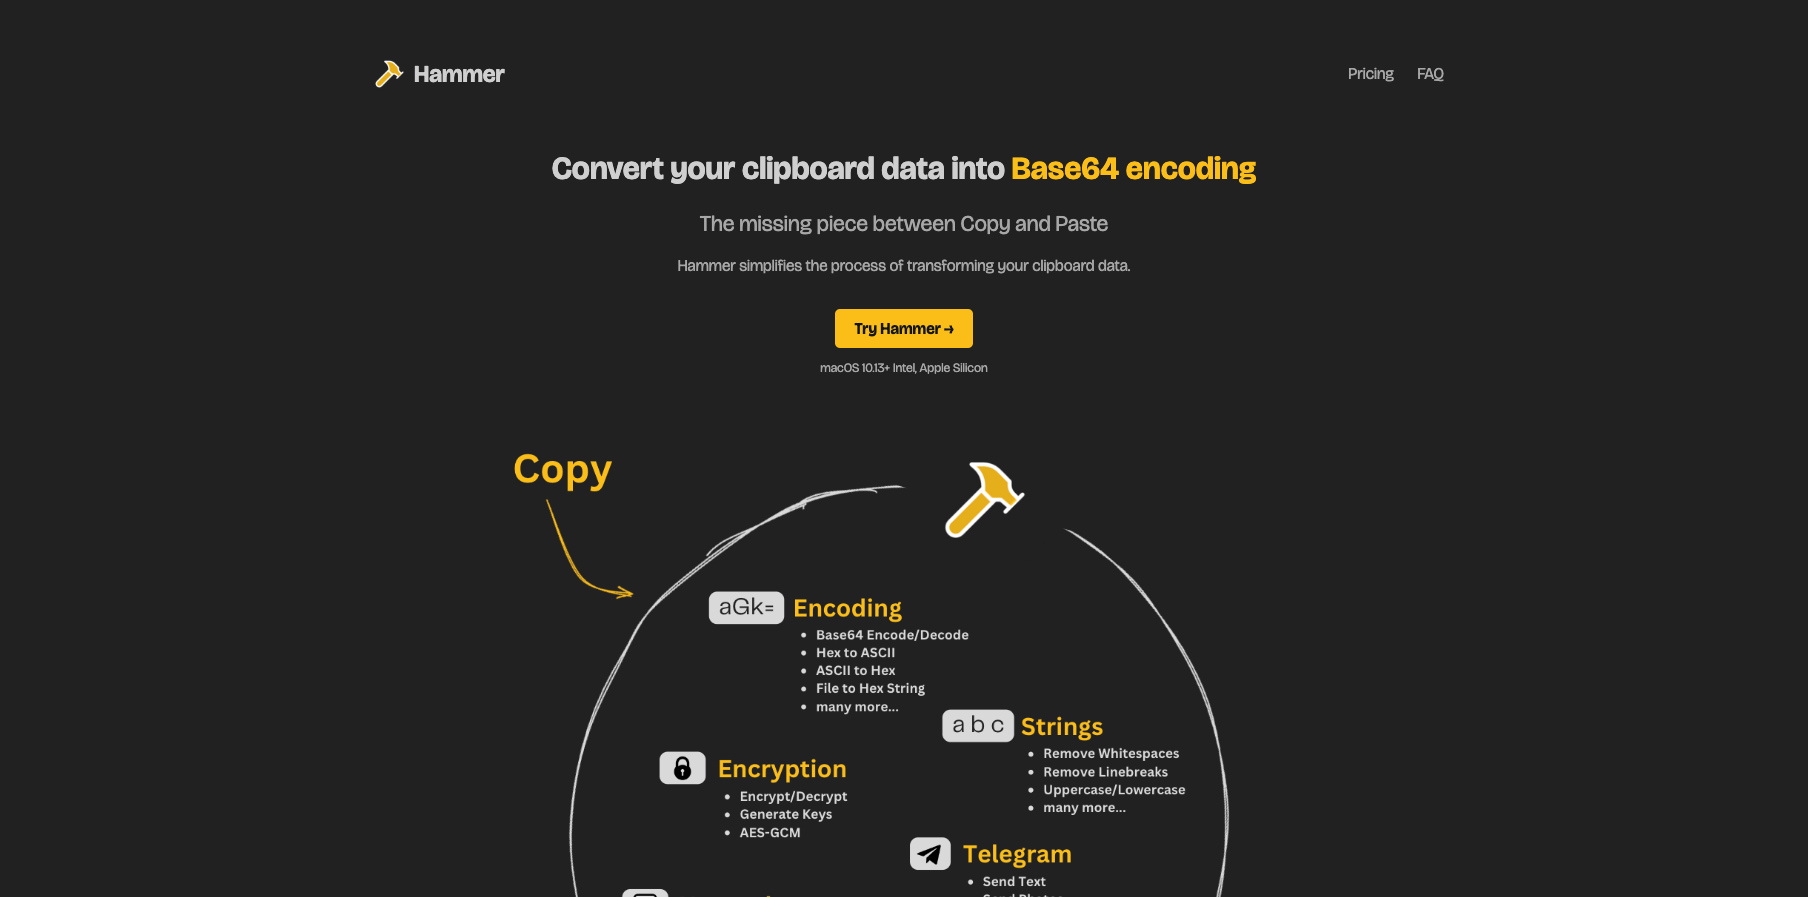 Hammer
Pricing
FAQ
Convert your clipboard data into Base64 encoding
The missing piece between Copy and Paste
Hammer simplifies the process of transforming your clipboard data.
Try Hammer →
macOS 10.13+ Intel, Apple Silicon
Copy
aGk= Encoding
• Base64 Encode/Decode
• Hex to ASCII
• ASCII to Hex
• File to Hex String
• many more...
a b c Strings
• Remove Whitespaces
• Remove Linebreaks
• Uppercase/Lowercase
• many more...
Encryption
• Encrypt/Decrypt
• Generate Keys
• AES-GCM
Telegram
• Send Text